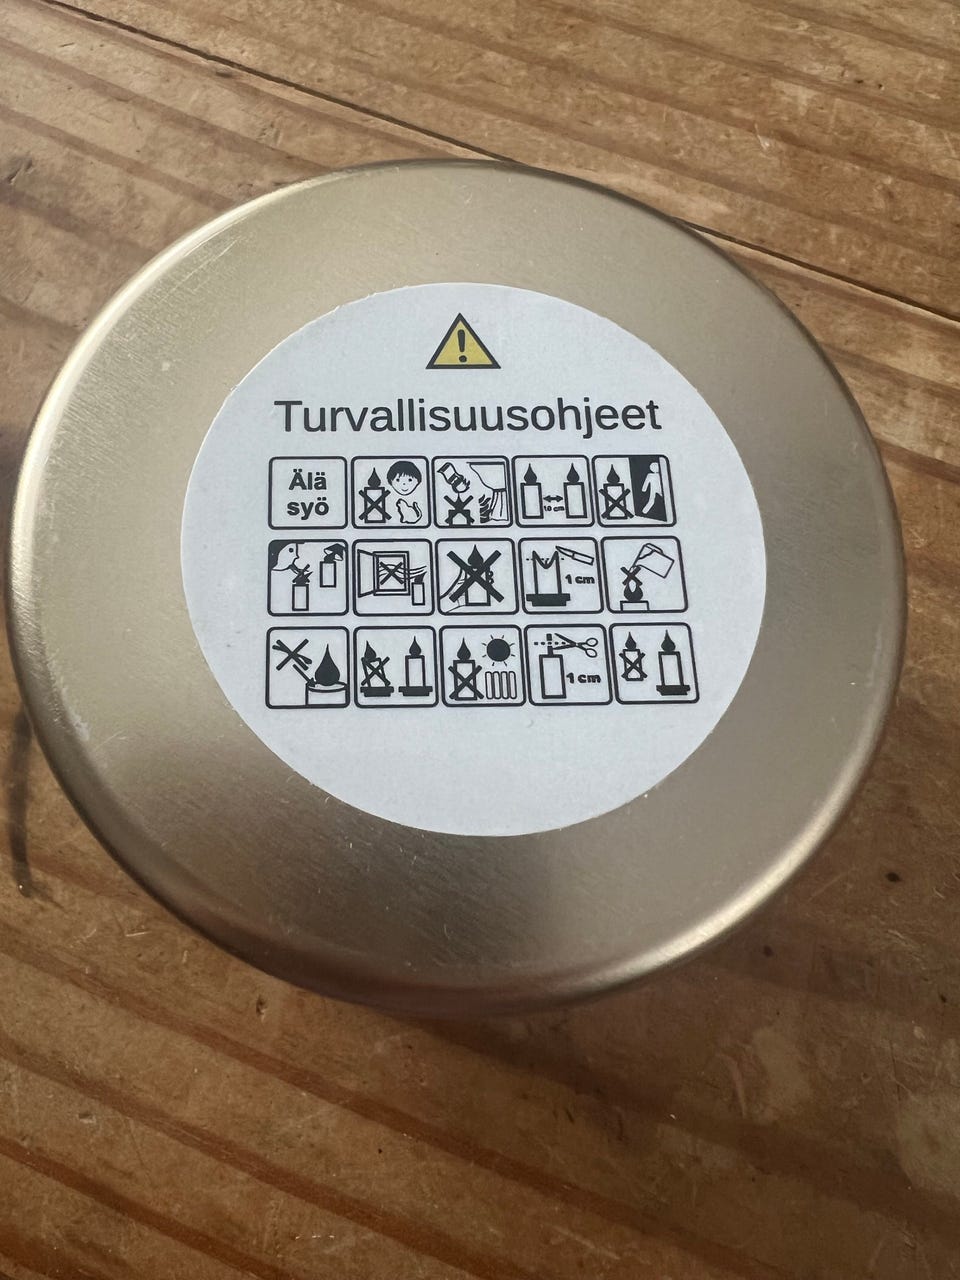 Turvallisuusohjeet
Älä
syö
10 cm
1 cm
1 cm